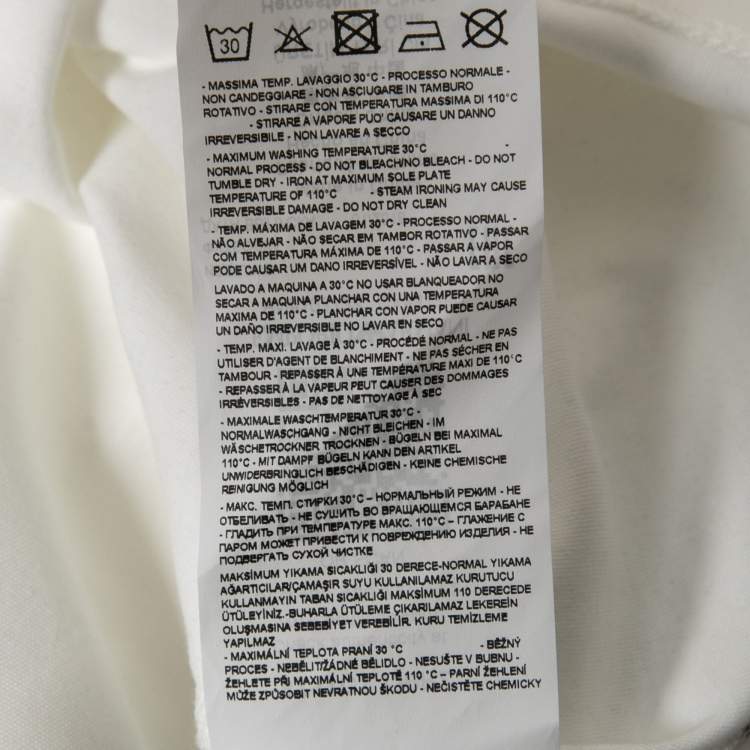 30
- MASSIMA TEMP. LAVAGGIO 30°C - PROCESSO NORMALE -
NON CANDEGGIARE - NON ASCIUGARE IN TAMBURO
ROTATIVO - STIRARE CON TEMPERATURA MASSIMA DI 110°C
- STIRARE A VAPORE PUO' CAUSARE UN DANNO
IRREVERSIBILE - NON LAVARE A SECCO
- MAXIMUM WASHING TEMPERATURE 30°C -
NORMAL PROCESS - DO NOT BLEACH/NO BLEACH - DO NOT
TUMBLE DRY - IRON AT MAXIMUM SOLE PLATE
TEMPERATURE OF 110°C - STEAM IRONING MAY CAUSE
IRREVERSIBLE DAMAGE - DO NOT DRY CLEAN
- TEMP. MÁXIMA DE LAVAGEM 30°C - PROCESSO NORMAL -
NÃO ALVEJAR - NÃO SECAR EM TAMBOR ROTATIVO - PASSAR
COM TEMPERATURA MÁXIMA DE 110°C - PASSAR A VAPOR
PODE CAUSAR UM DANO IRREVERSÍVEL - NÃO LAVAR A SECO
LAVADO A MAQUINA A 30°C NO USAR BLANQUEADOR NO
SECAR A MAQUINA PLANCHAR CON UNA TEMPERATURA
MAXIMA DE 110°C - PLANCHAR CON VAPOR PUEDE CAUSAR
UN DAÑO IRREVERSIBLE NO LAVAR EN SECO
- TEMP. MAXI. LAVAGE À 30°C - PROCÉDÉ NORMAL - NE PAS
UTILISER D'AGENT DE BLANCHIMENT - NE PAS SÉCHER EN
TAMBOUR - REPASSER À UNE TEMPÉRATURE MAXI DE 110°C
- REPASSER À LA VAPEUR PEUT CAUSER DES DOMMAGES
IRRÉVERSIBLES - PAS DE NETTOYAGE À SEC
- MAXIMALE WASCHTEMPERATUR 30°C -
NORMALWASCHGANG - NICHT BLEICHEN - IM
WÄSCHETROCKNER TROCKNEN - BÜGELN BEI MAXIMAL
110°C - MIT DAMPF BÜGELN KANN DEN ARTIKEL
UNWIDERBRINGLICH BESCHÄDIGEN - KEINE CHEMISCHE
REINIGUNG MÖGLICH
- МАКС. ТЕМП. СТИРКИ 30°C – НОРМАЛЬНЫЙ РЕЖИМ - НЕ
ОТБЕЛИВАТЬ - НЕ СУШИТЬ ВО ВРАЩАЮЩЕМСЯ БАРАБАНЕ
- ГЛАДИТЬ ПРИ ТЕМПЕРАТУРЕ МАКС. 110°C – ГЛАЖЕНИЕ С
ПАРОМ МОЖЕТ ПРИВЕСТИ К ПОВРЕЖДЕНИЮ ИЗДЕЛИЯ - НЕ
ПОДВЕРГАТЬ СУХОЙ ЧИСТКЕ
MAKSİMUM YIKAMA SICAKLIĞI 30 DERECE-NORMAL YIKAMA
AĞARTICILAR/ÇAMAŞIR SUYU KULLANILAMAZ KURUTUCU
KULLANMAYIN TABAN SICAKLIĞI MAKSİMUM 110 DERECEDE
ÜTÜLEYİNİZ.-BUHARLA ÜTÜLEME ÇIKARILAMAZ LEKEREİN
OLUŞMASINA SEBEBİYET VEREBİLİR. KURU TEMİZLEME
YAPILMAZ
- MAXIMÁLNÍ TEPLOTA PRANÍ 30 °C - BĚŽNÝ
PROCES - NEBĚLIT/ŽÁDNÉ BĚLIDLO - NESUŠTE V BUBNU -
ŽEHLETE PŘI MAXIMÁLNÍ TEPLOTĚ 110 °C – PARNÍ ŽEHLENÍ
MŮŽE ZPŮSOBIT NEVRATNOU ŠKODU - NEČISTĚTE CHEMICKY